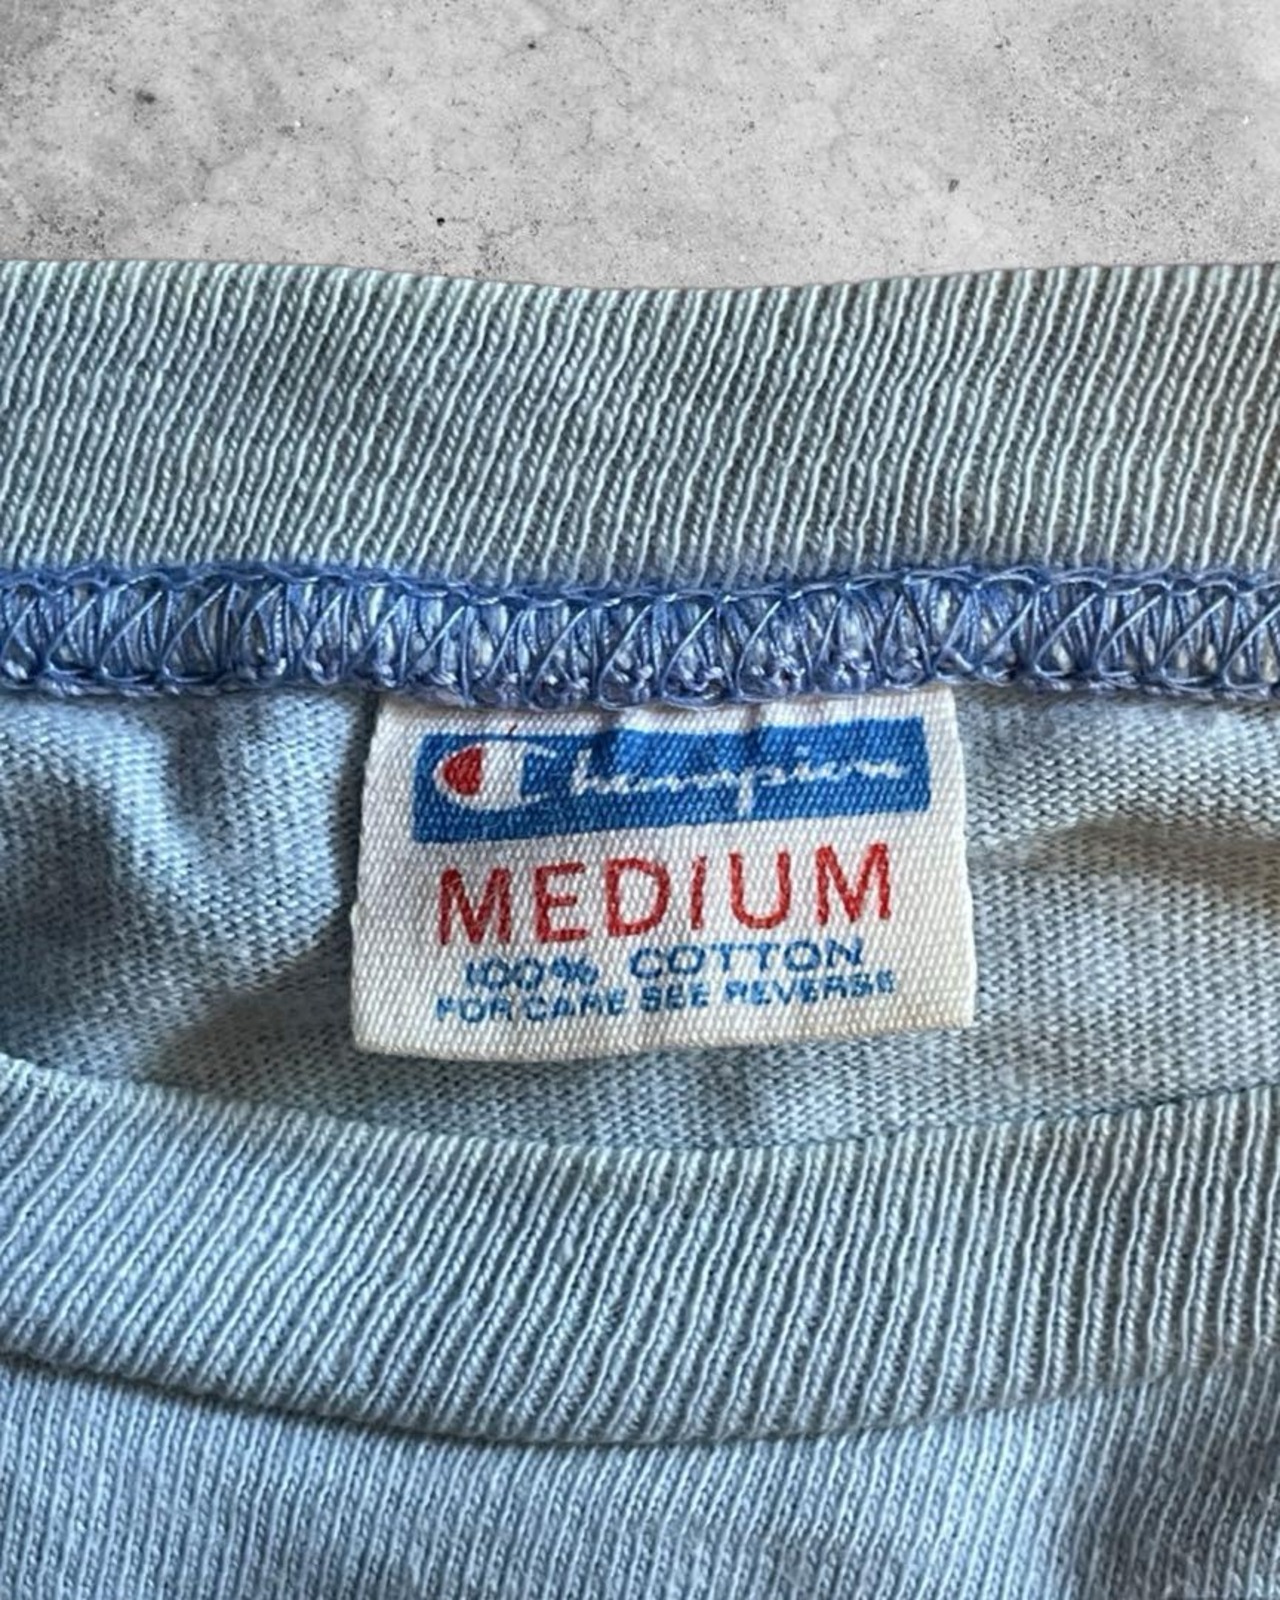 Champion
MEDIUM
100% COTTON
FOR CARE SEE REVERSE